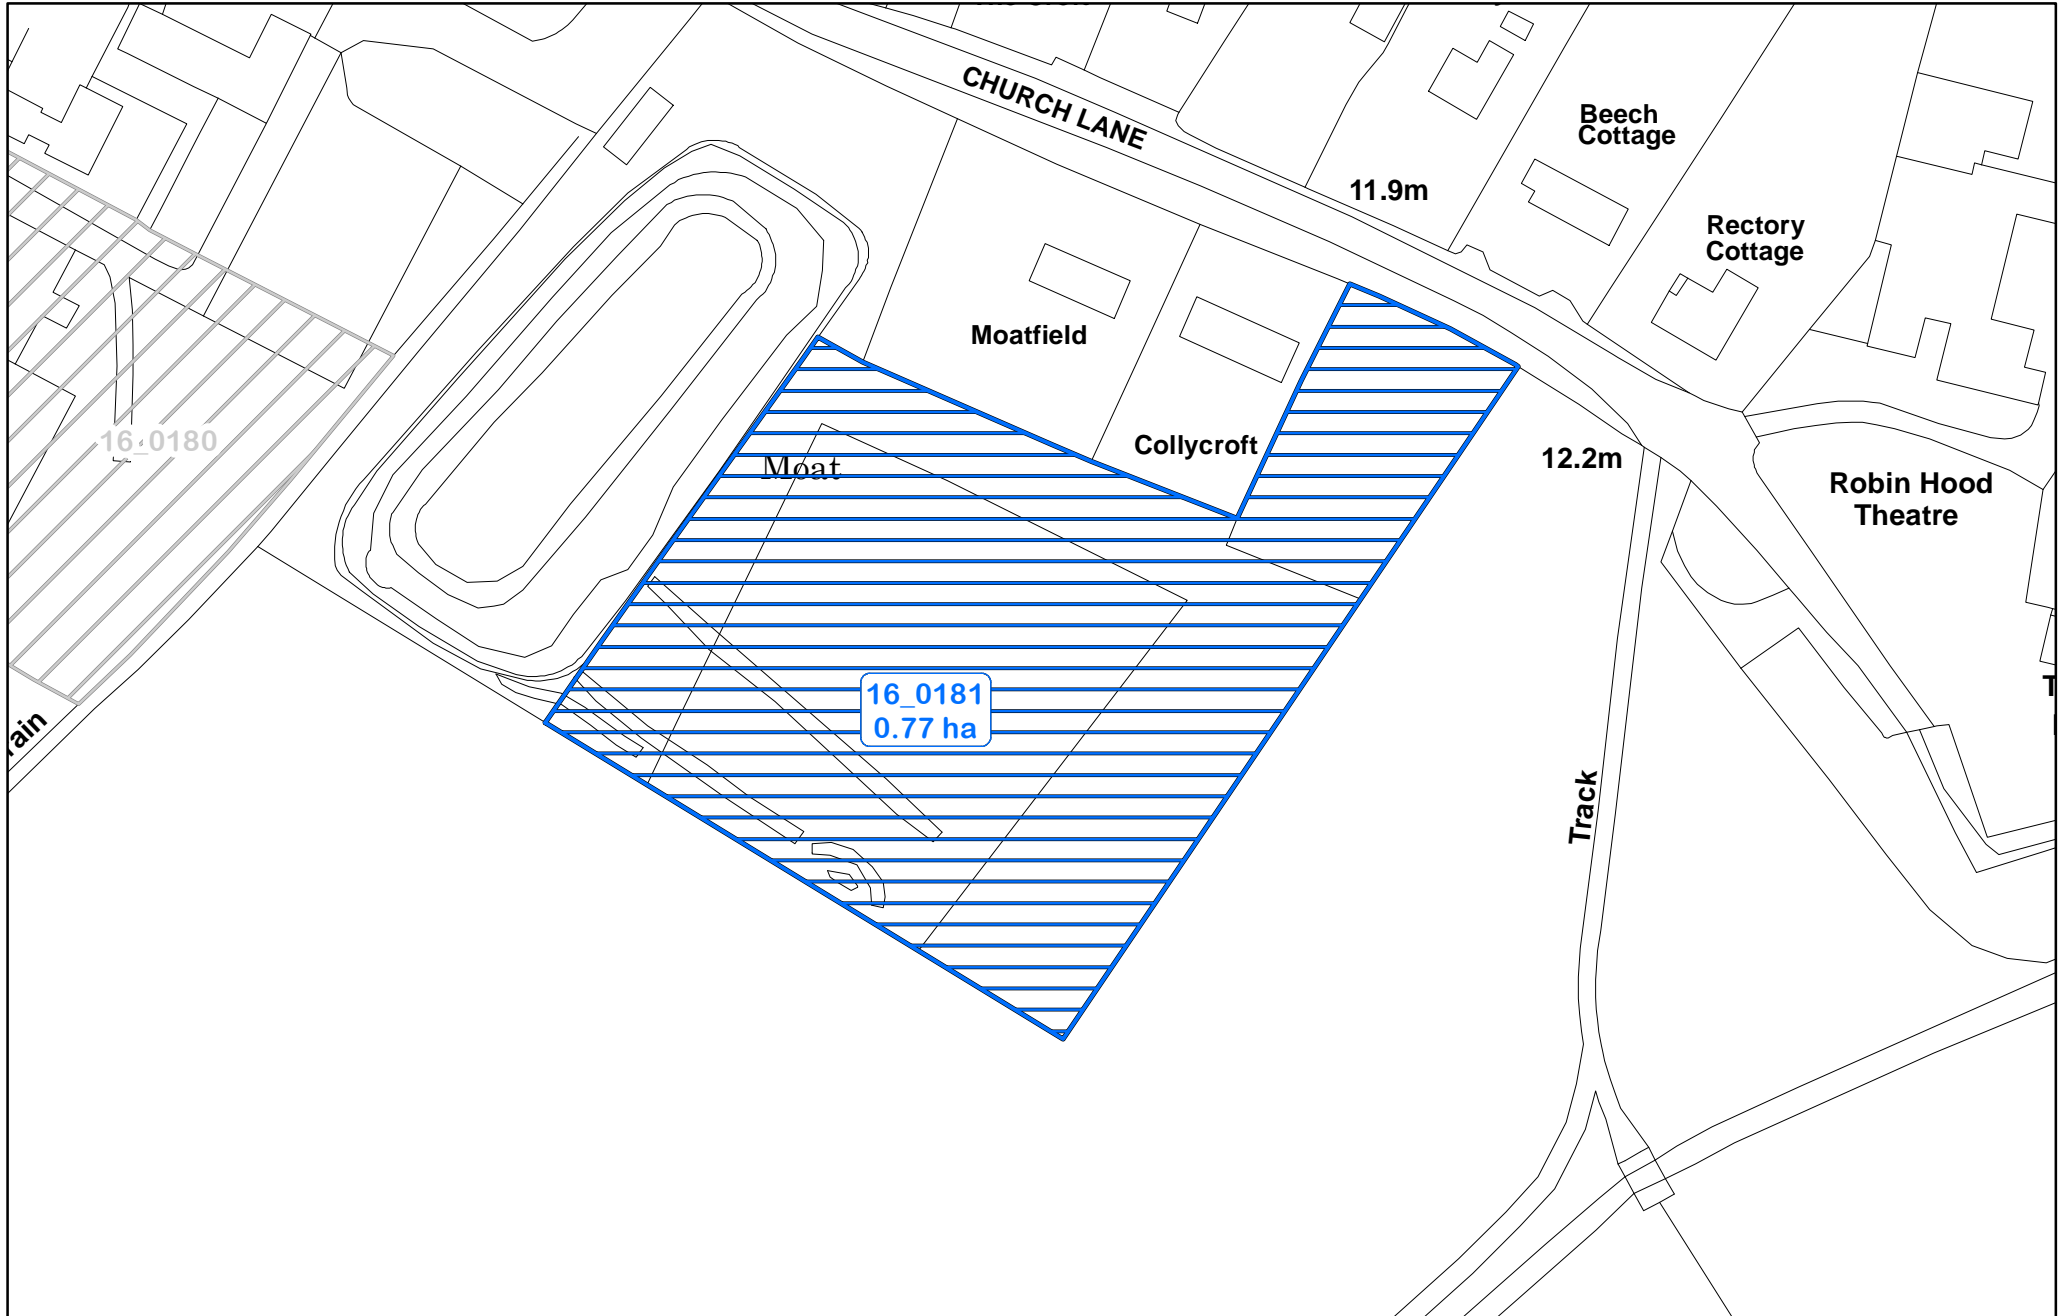 CHURCH LANE
Beech
Cottage
11.9m
Rectory
Cottage
Moatfield
Collycroft
16_0180
Moat
12.2m
Robin Hood
Theatre
16_0181
0.77 ha
Track